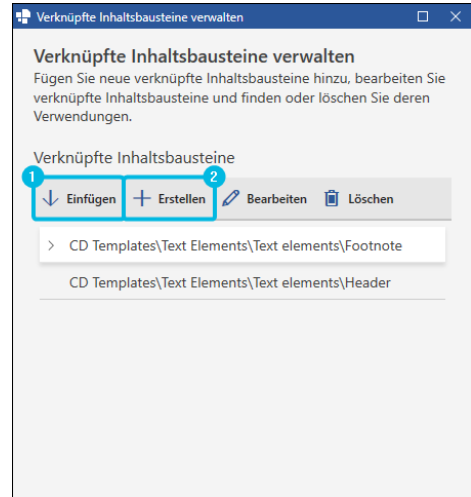 Verknüpfte Inhaltsbausteine verwalten
Verknüpfte Inhaltsbausteine verwalten
Fügen Sie neue verknüpfte Inhaltsbausteine hinzu, bearbeiten Sie
verknüpfte Inhaltsbausteine und finden oder löschen Sie deren
Verwendungen.
Verknüpfte Inhaltsbausteine
1 2
Einfügen Erstellen Bearbeiten Löschen
CD Templates\Text Elements\Text elements\Footnote
CD Templates\Text Elements\Text elements\Header